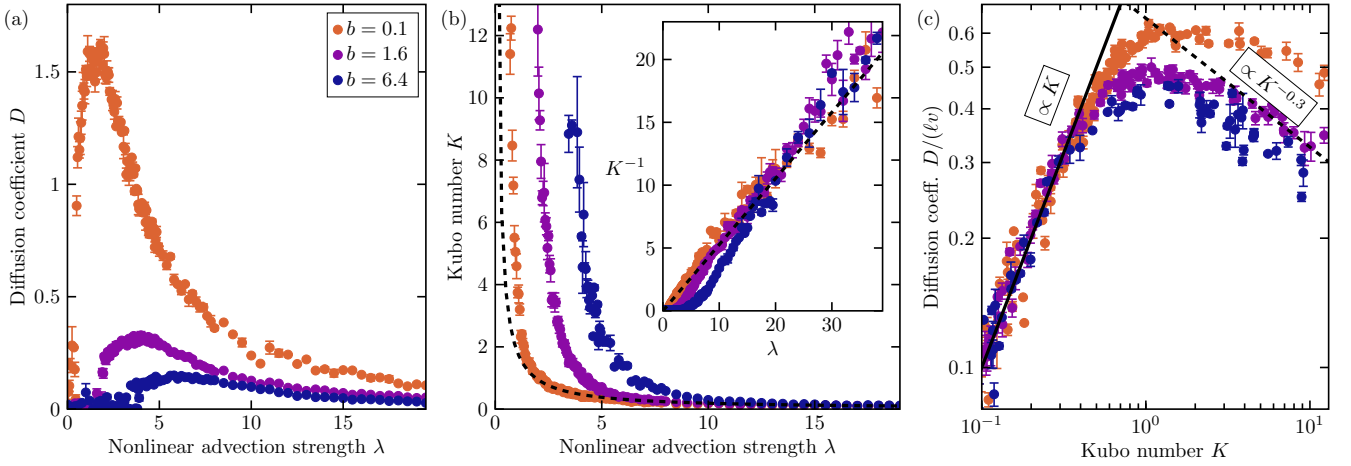 (a)
Diffusion coefficient D
1.5
1
0.5
0
0
5
10
15
Nonlinear advection strength λ
b = 0.1
b = 1.6
b = 6.4
(b)
Kubo number K
12
10
8
6
4
2
0
0
5
10
15
Nonlinear advection strength λ
K⁻¹
20
15
10
5
0
0
10
20
30
λ
(c)
Diffusion coeff. D/(ℓv)
0.6
0.5
0.4
0.3
0.2
0.1
10⁻¹
10⁰
10¹
Kubo number K
∝ K
∝ K⁻⁰·³